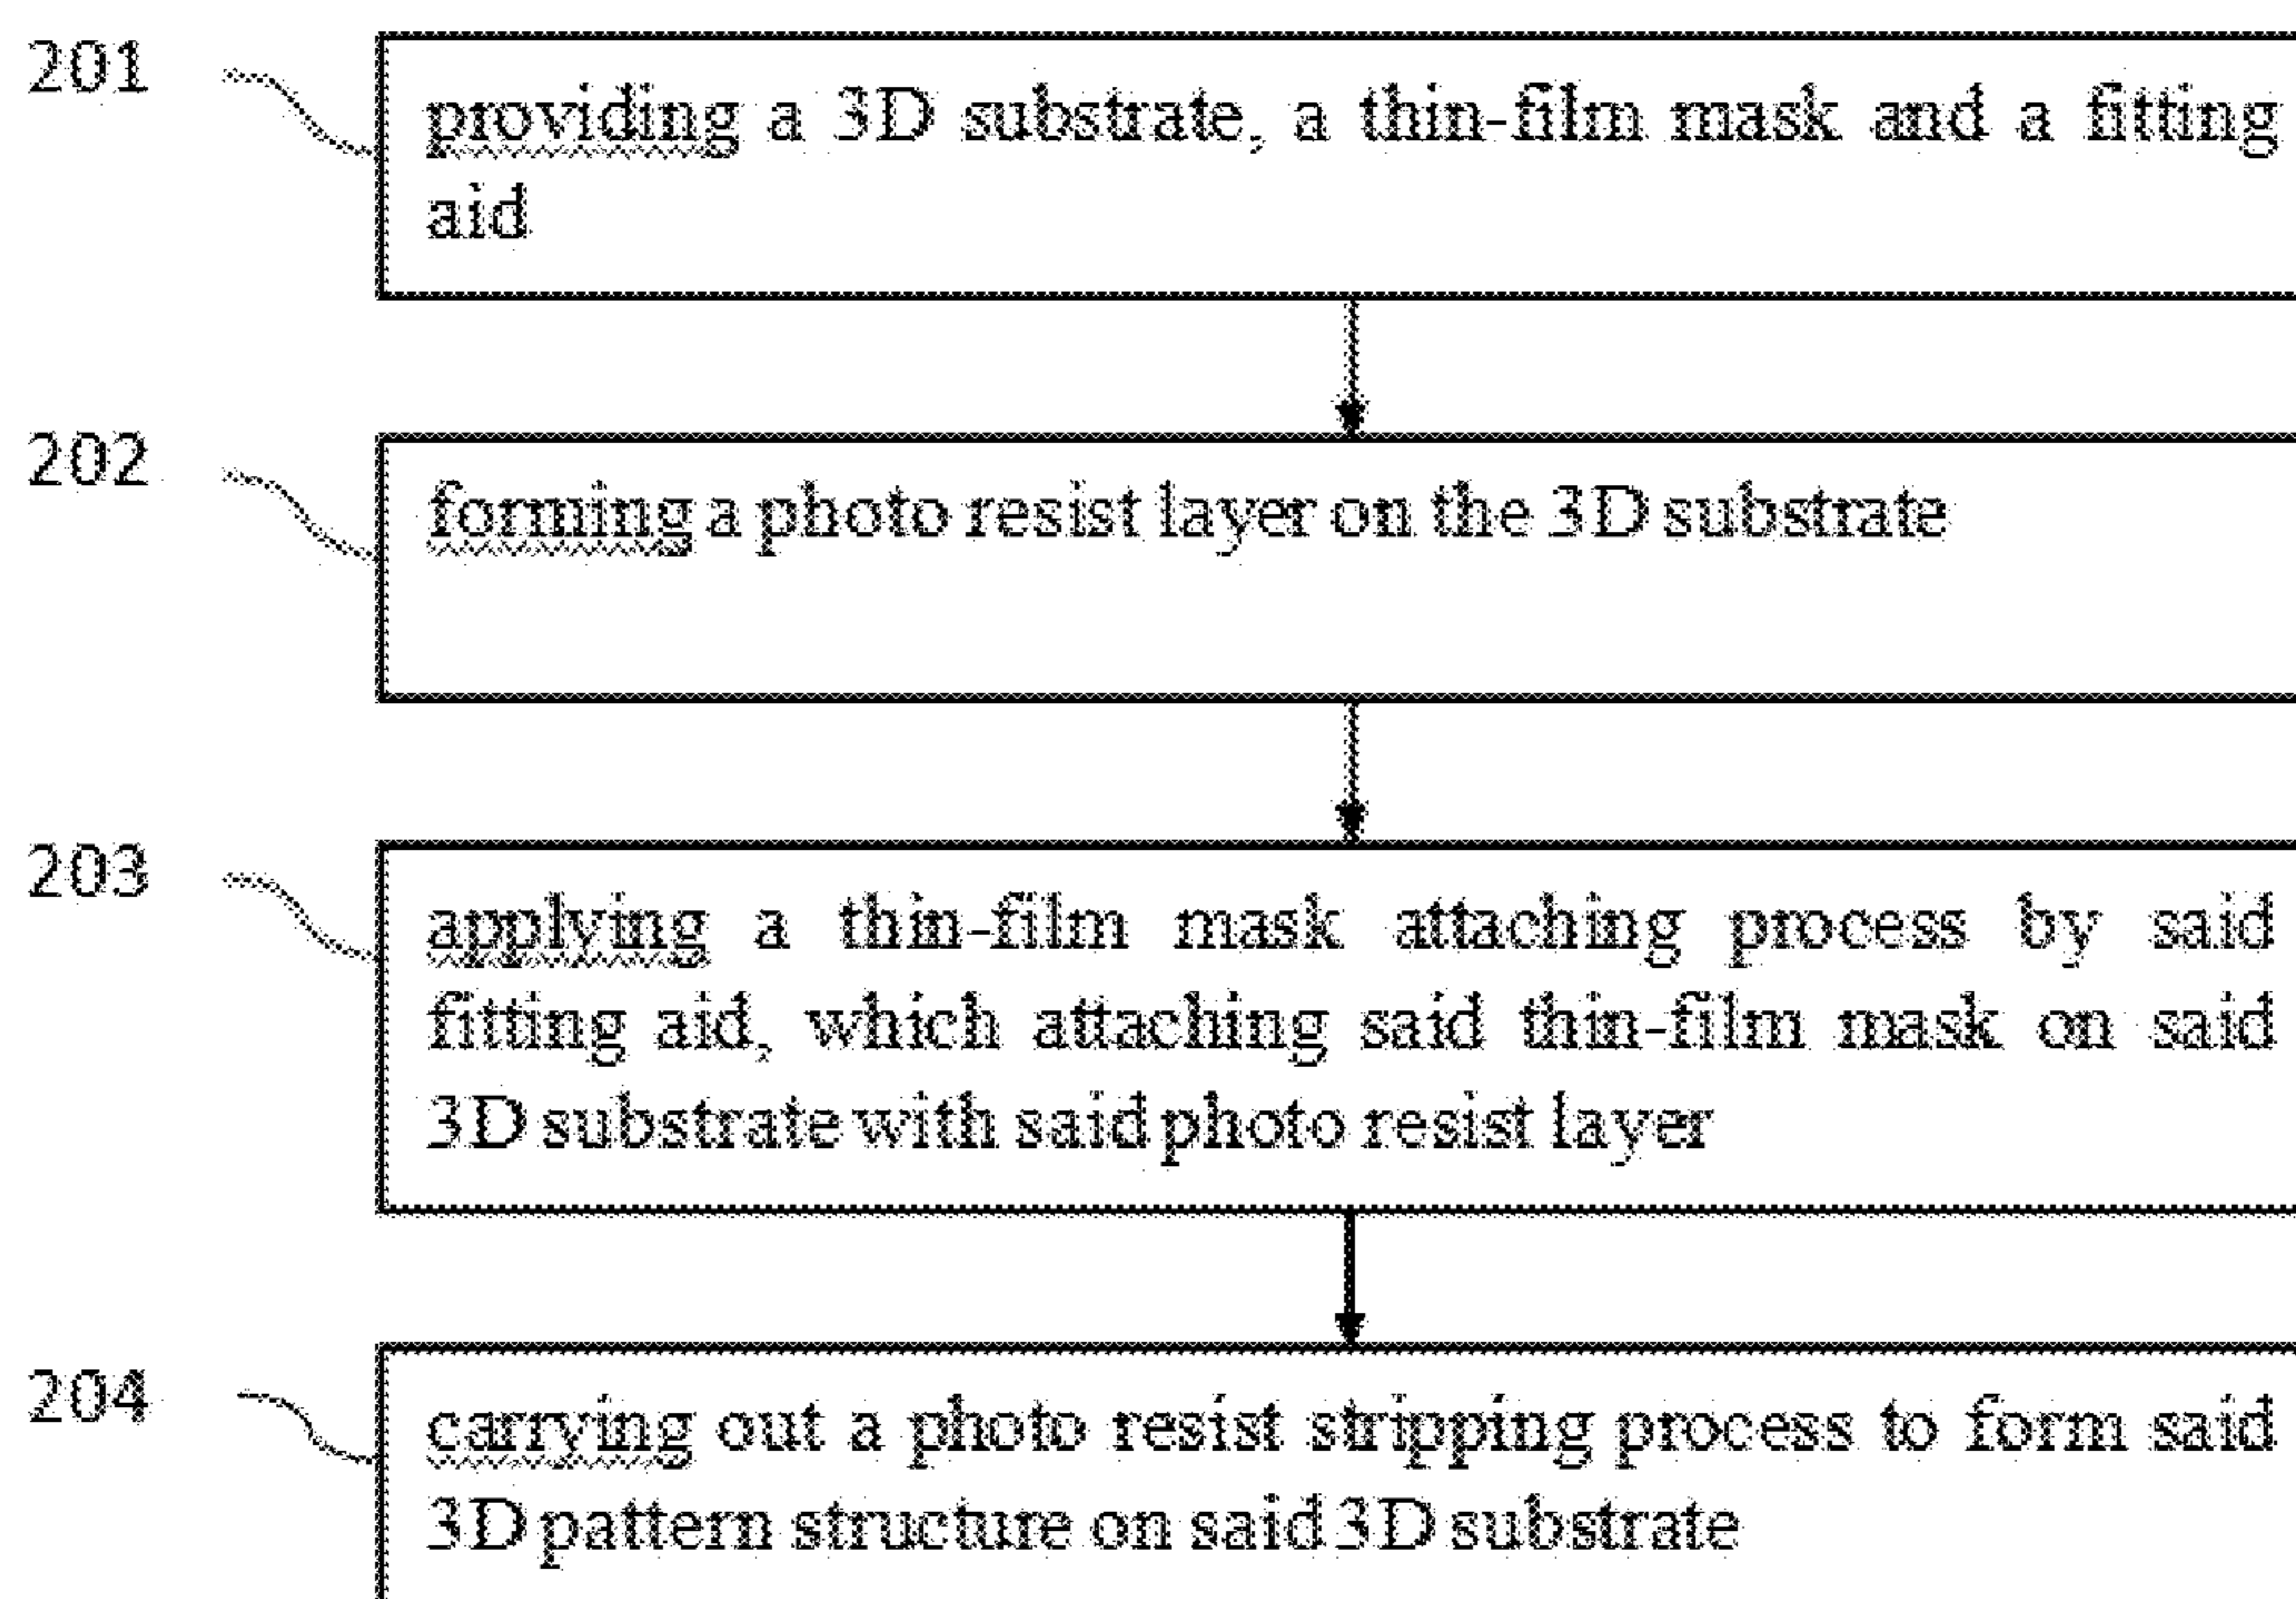 201
providing a 3D substrate, a thin-film mask and a fitting
aid
202
forming a photo resist layer on the 3D substrate
203
applying a thin-film mask attaching process by said
fitting aid, which attaching said thin-film mask on said
3D substrate with said photo resist layer
204
carrying out a photo resist stripping process to form said
3D pattern structure on said 3D substrate